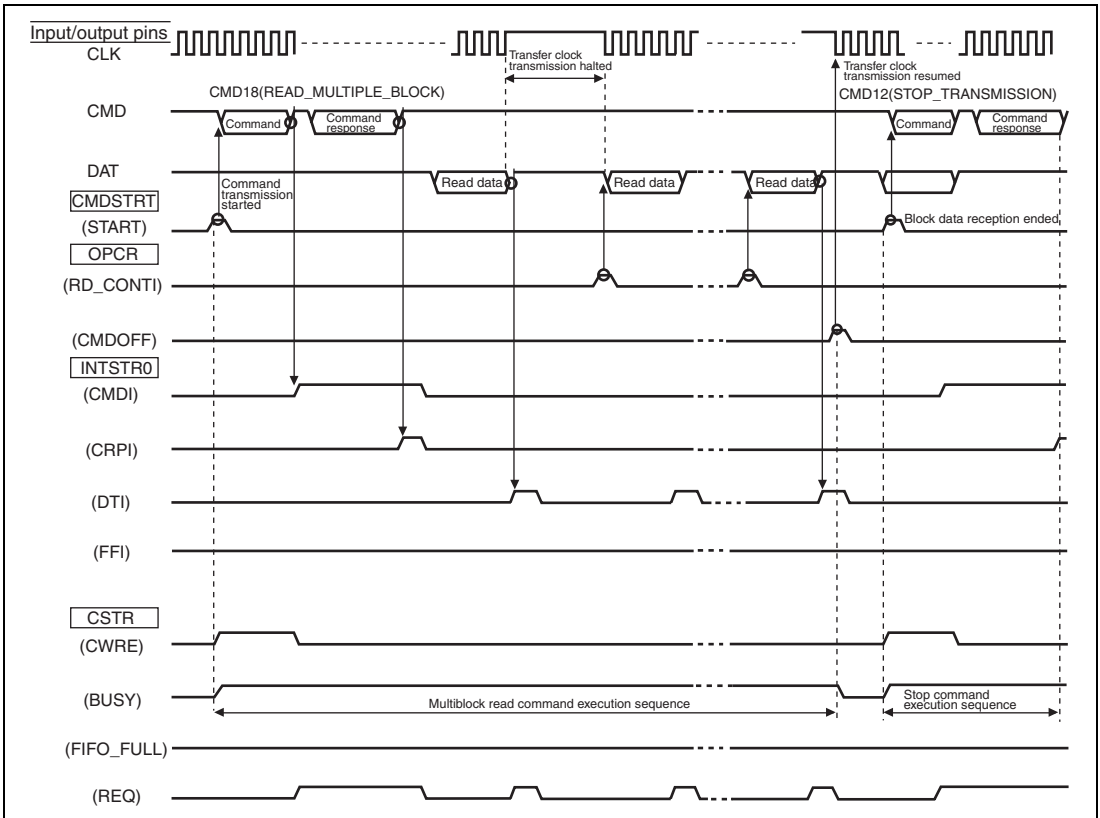 Input/output pins
CLK
Transfer clock
transmission halted
Transfer clock
transmission resumed
CMD18(READ_MULTIPLE_BLOCK)
CMD12(STOP_TRANSMISSION)
CMD
Command
Command
response
Command
Command
response
DAT
Read data
Read data
Read data
Command
transmission
started
CMDSTRT
(START)
Block data reception ended
OPCR
(RD_CONTI)
(CMDOFF)
INTSTR0
(CMDI)
(CRPI)
(DTI)
(FFI)
CSTR
(CWRE)
(BUSY)
Multiblock read command execution sequence
Stop command
execution sequence
(FIFO_FULL)
(REQ)